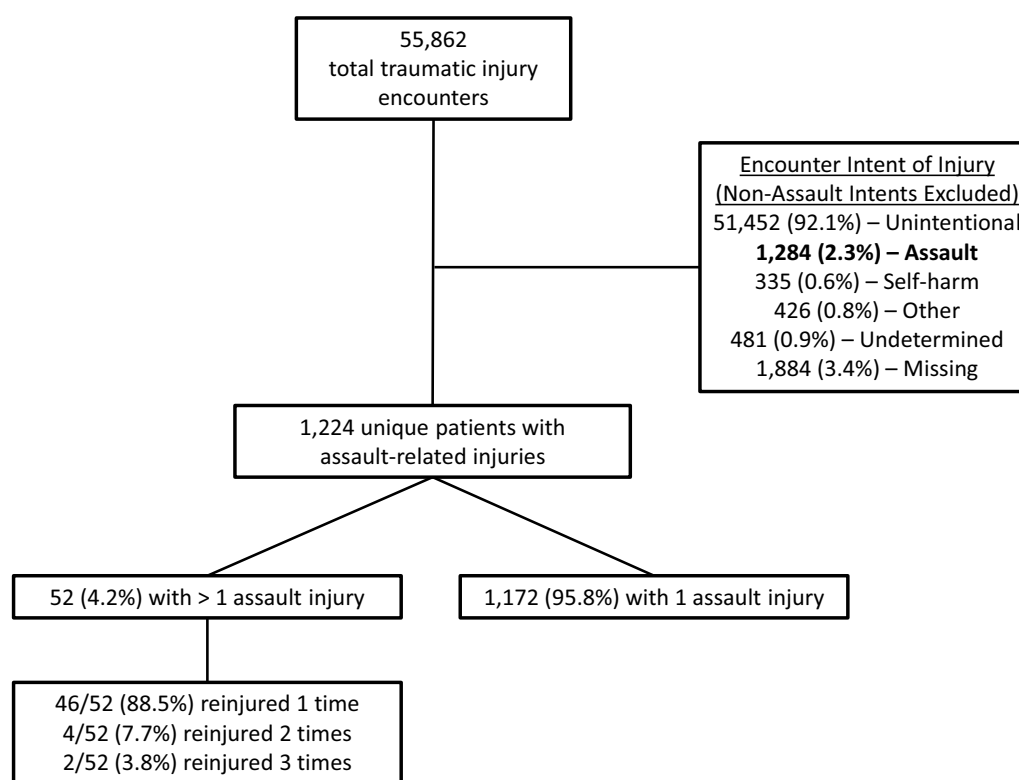 55,862
total traumatic injury
encounters
Encounter Intent of Injury
(Non-Assault Intents Excluded)
51,452 (92.1%) – Unintentional
1,284 (2.3%) – Assault
335 (0.6%) – Self-harm
426 (0.8%) – Other
481 (0.9%) – Undetermined
1,884 (3.4%) – Missing
1,224 unique patients with
assault-related injuries
52 (4.2%) with > 1 assault injury
1,172 (95.8%) with 1 assault injury
46/52 (88.5%) reinjured 1 time
4/52 (7.7%) reinjured 2 times
2/52 (3.8%) reinjured 3 times